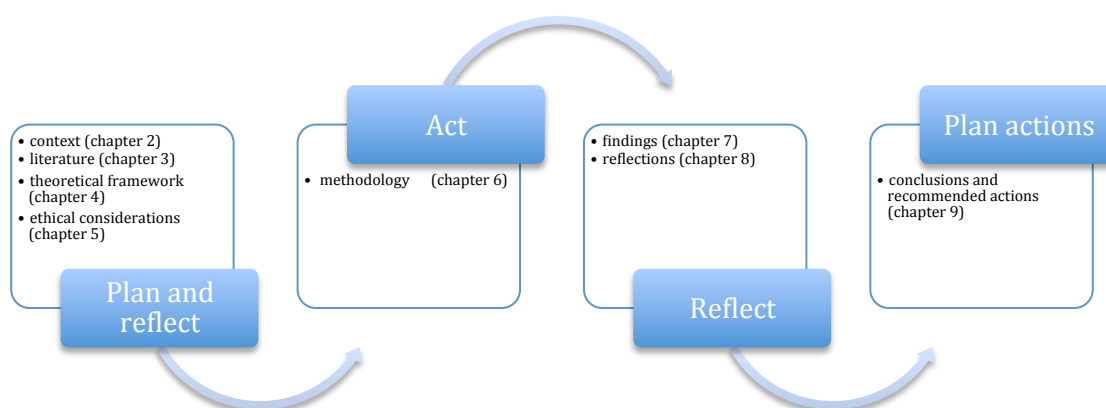 • context (chapter 2)
• literature (chapter 3)
• theoretical framework
(chapter 4)
• ethical considerations
(chapter 5)
Plan and
reflect
Act
• methodology (chapter 6)
• findings (chapter 7)
• reflections (chapter 8)
Reflect
Plan actions
• conclusions and
recommended actions
(chapter 9)